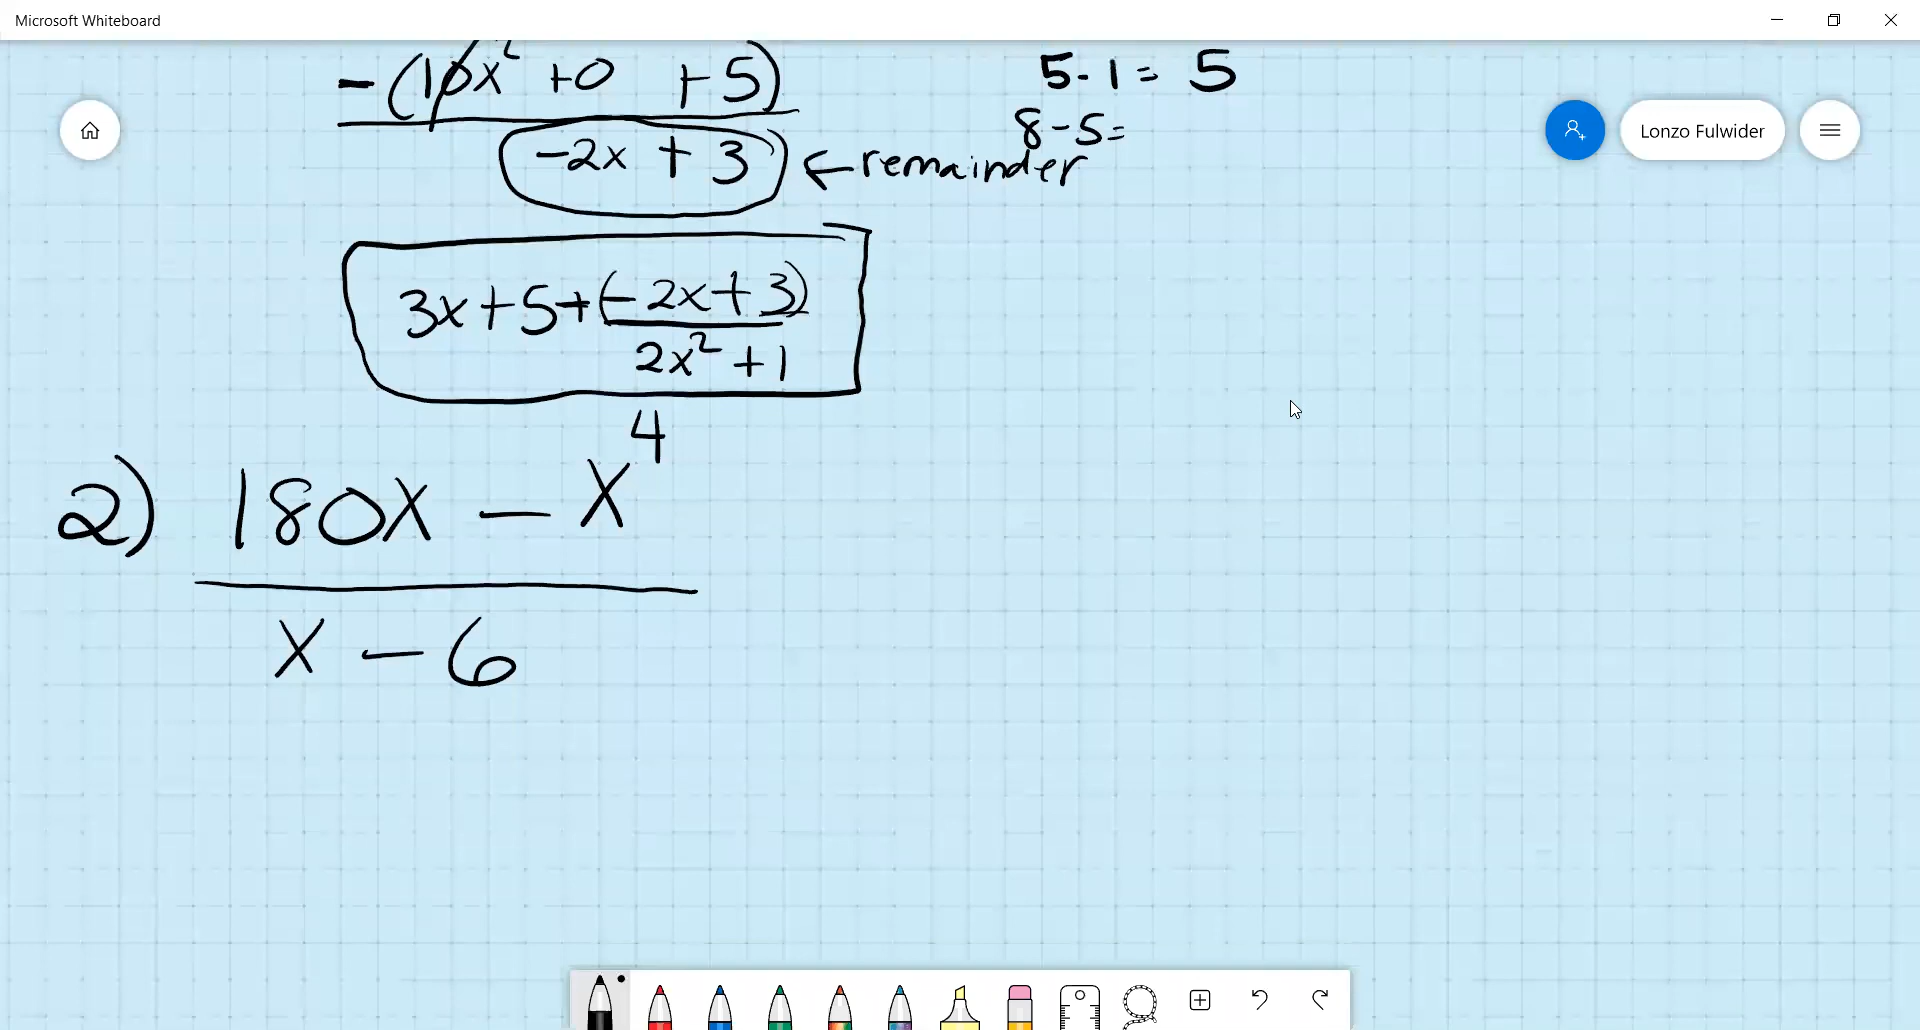 Microsoft Whiteboard
-(10x² +0 +5)
5·1= 5
8-5=
-2x + 3 ← remainder
Lonzo Fulwider
3x+5+(-2x+3)
2x²+1
2) 180x - x⁴
x - 6